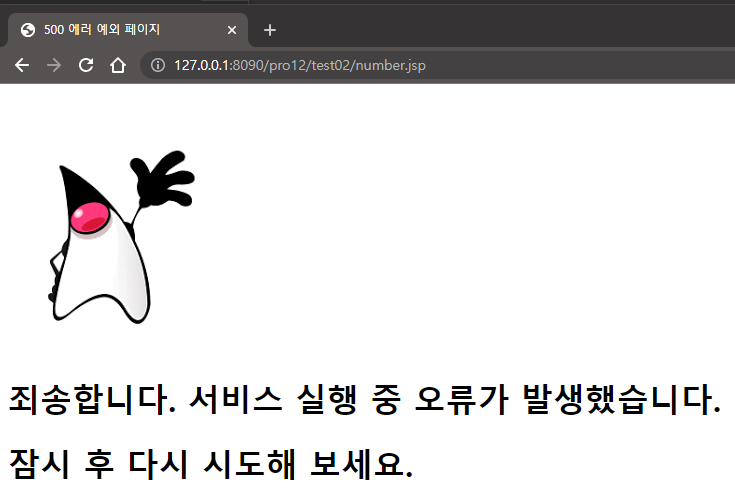 500 에러 예외 페이지
127.0.0.1:8090/pro12/test02/number.jsp
죄송합니다. 서비스 실행 중 오류가 발생했습니다.
잠시 후 다시 시도해 보세요.